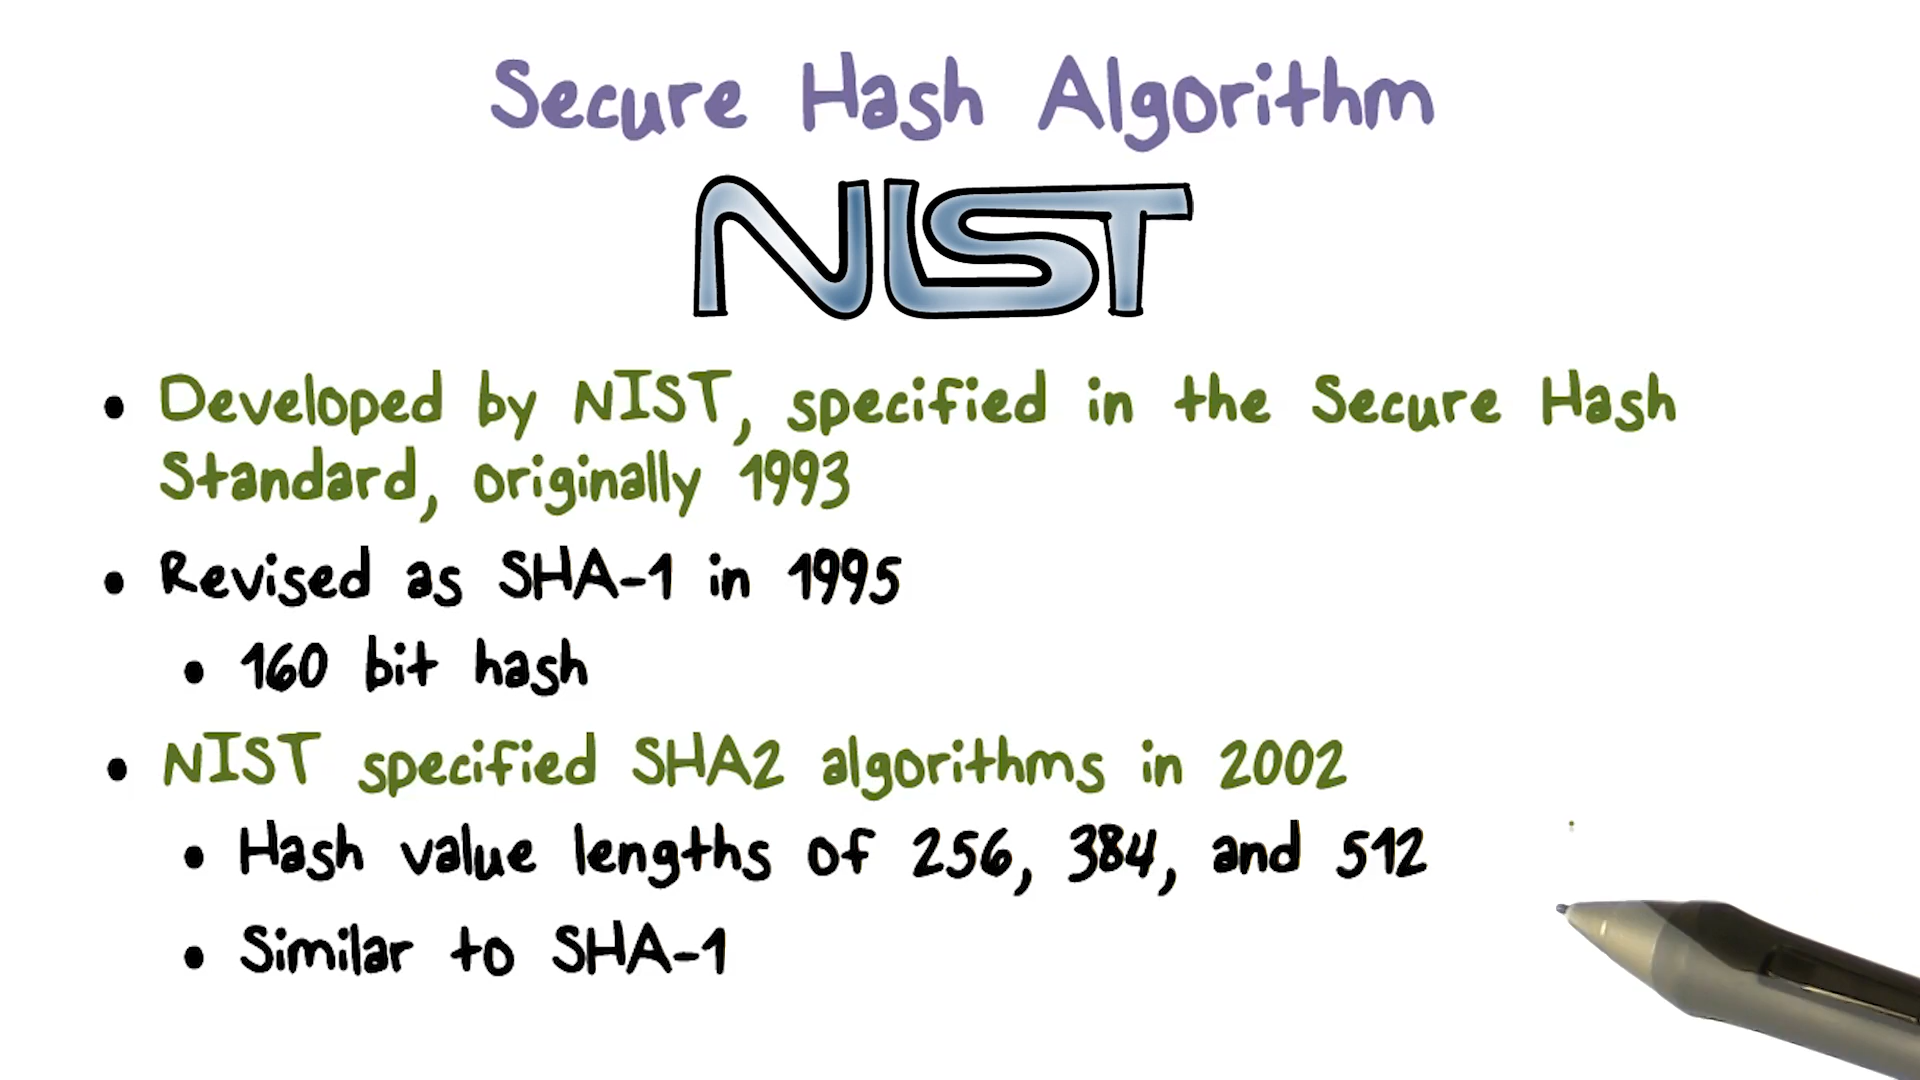 Secure Hash Algorithm
NIST
• Developed by NIST, specified in the Secure Hash
Standard, originally 1993
• Revised as SHA-1 in 1995
• 160 bit hash
• NIST specified SHA2 algorithms in 2002
• Hash value lengths of 256, 384, and 512
• Similar to SHA-1